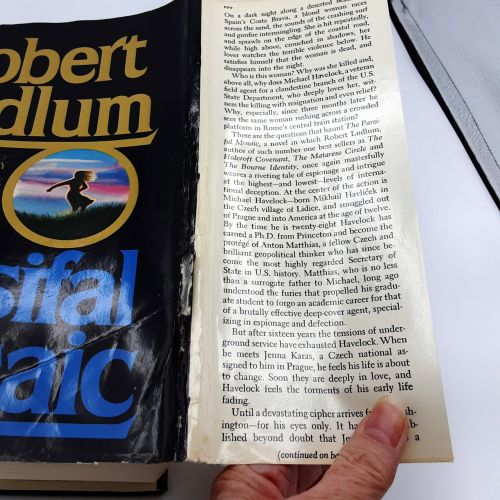 obert
dlum
sifal
aic
On a dark night along a deserted beach
Spain's Costa Brava, a blond woman races
across the sand, the sounds of the crashing surf
and gunfire intermingling. She is hit repeatedly,
and sprawls on the edge of the coastal road,
while high above, crouched in shadows, her
lover watches the terrible violence below. He
satisfies himself that the woman is dead, and
disappears into the night.
Who is this woman? Why was she killed and,
above all, why does Michael Havelock, a veteran
field agent for a clandestine branch of the U.S.
State Department, who deeply loves her, wit-
ness the killing with resignation and even relief?
Why, especially, since three months later he
sees the same woman rushing across a crowded
platform in Rome's central train station?
These are the questions that haunt The Parsi-
fal Mosaic, a novel in which Robert Ludlum,
author of such number one best sellers as The
Holcroft Covenant, The Matarese Circle and
The Bourne Identity, once again masterfully
weaves a riveting tale of espionage and intrigue
at the highest—and lowest—levels of interna-
tional deception. At the center of the action is
Michael Havelock—born Mikhail Havlíček in
the Czech village of Lidice, and smuggled out
of Prague and into America at the age of twelve.
By the time he is twenty-eight Havelock has
earned a Ph.D. from Princeton and become the
protégé of Anton Matthias, a fellow Czech and
brilliant geopolitical thinker who has since be-
come the most highly regarded Secretary of
State in U.S. history. Matthias, who is no less
than a surrogate father to Michael, long ago
understood the furies that propelled his gradu-
ate student to forgo an academic career for that
of a brutally effective deep-cover agent, special-
izing in espionage and defection.
But after sixteen years the tensions of under-
ground service have exhausted Havelock. When
he meets Jenna Karas, a Czech national as-
signed to him in Prague, he feels his life is about
to change. Soon they are deeply in love, and
Havelock feels the torments of his early life
fading.
Until a devastating cipher arrives
ington—for his eyes only. It
lished beyond doubt that a
(continued on